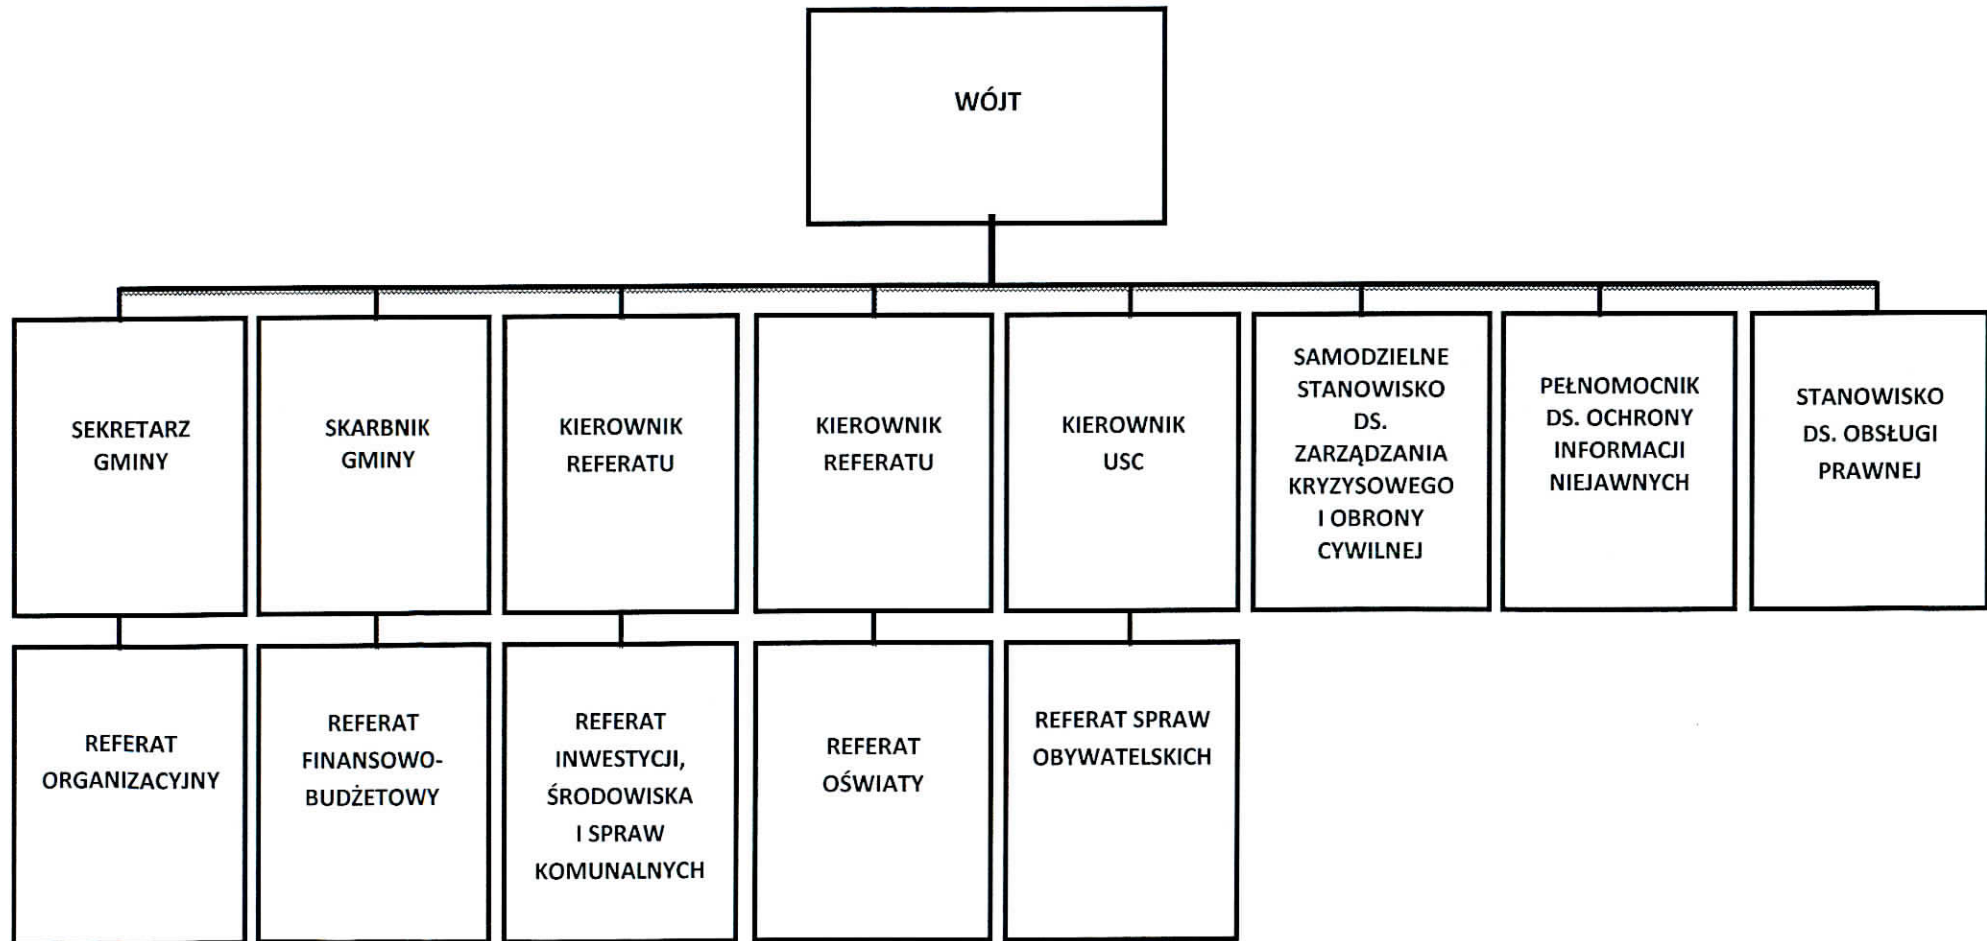 WÓJT
SEKRETARZ
GMINY
SKARBNIK
GMINY
KIEROWNIK
REFERATU
KIEROWNIK
REFERATU
KIEROWNIK
USC
SAMODZIELNE
STANOWISKO
DS.
ZARZĄDZANIA
KRYZYSOWEGO
I OBRONY
CYWILNEJ
PEŁNOMOCNIK
DS. OCHRONY
INFORMACJI
NIEJAWNYCH
STANOWISKO
DS. OBSŁUGI
PRAWNEJ
REFERAT
ORGANIZACYJNY
REFERAT
FINANSOWO-
BUDŻETOWY
REFERAT
INWESTYCJI,
ŚRODOWISKA
I SPRAW
KOMUNALNYCH
REFERAT
OŚWIATY
REFERAT SPRAW
OBYWATELSKICH